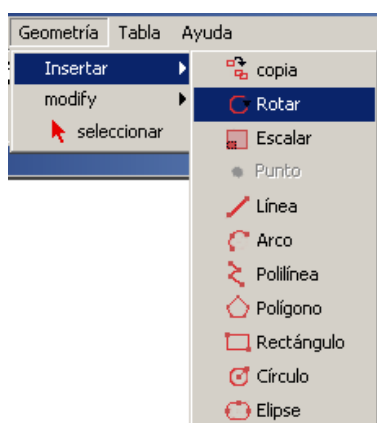 Geometría Tabla Ayuda
Insertar
modify
seleccionar
copia
Rotar
Escalar
Punto
Línea
Arco
Polilínea
Polígono
Rectángulo
Círculo
Elipse